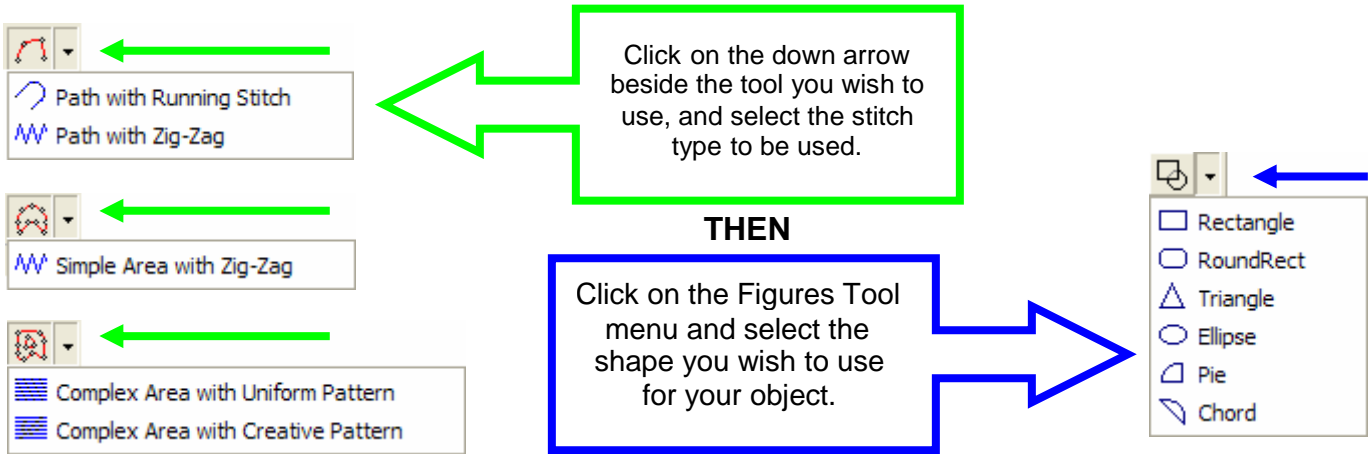 Path with Running Stitch
Path with Zig-Zag
Simple Area with Zig-Zag
Complex Area with Uniform Pattern
Complex Area with Creative Pattern
Click on the down arrow
beside the tool you wish to
use, and select the stitch
type to be used.
THEN
Click on the Figures Tool
menu and select the
shape you wish to use
for your object.
Rectangle
RoundRect
Triangle
Ellipse
Pie
Chord